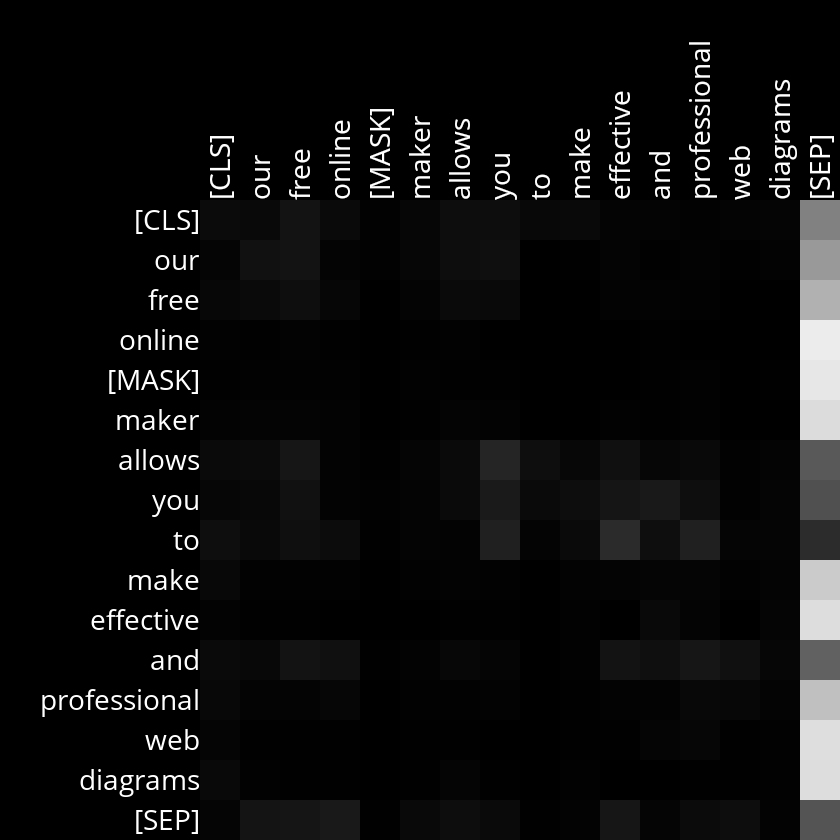 [CLS] our free online [MASK] maker allows you to make effective and professional web diagrams [SEP]
[CLS]
our
free
online
[MASK]
maker
allows
you
to
make
effective
and
professional
web
diagrams
[SEP]